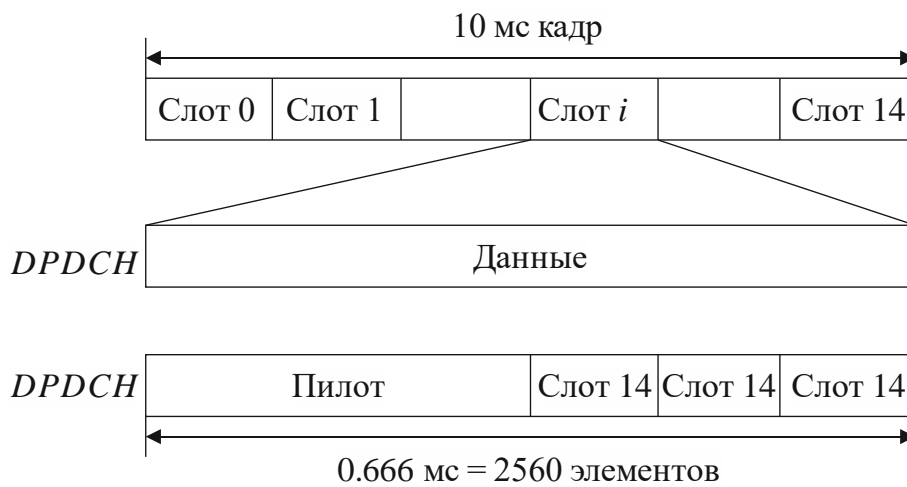 10 мс кадр
Слот 0 Слот 1 Слот i Слот 14
DPDCH Данные
DPDCH Пилот Слот 14 Слот 14 Слот 14
0.666 мс = 2560 элементов